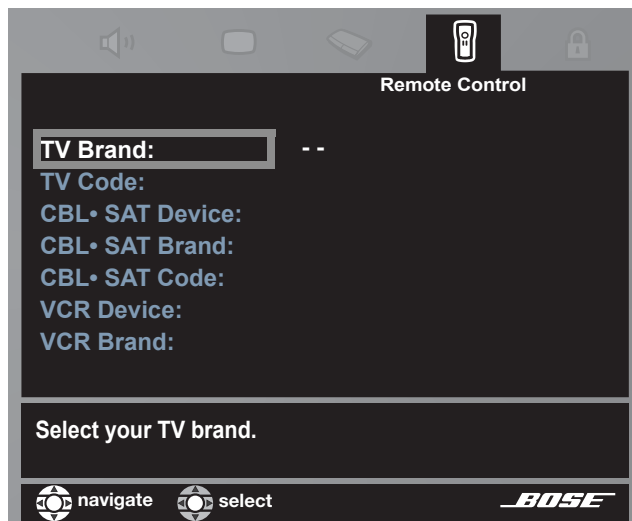 Remote Control
TV Brand: - -
TV Code:
CBL• SAT Device:
CBL• SAT Brand:
CBL• SAT Code:
VCR Device:
VCR Brand:
Select your TV brand.
navigate select BOSE